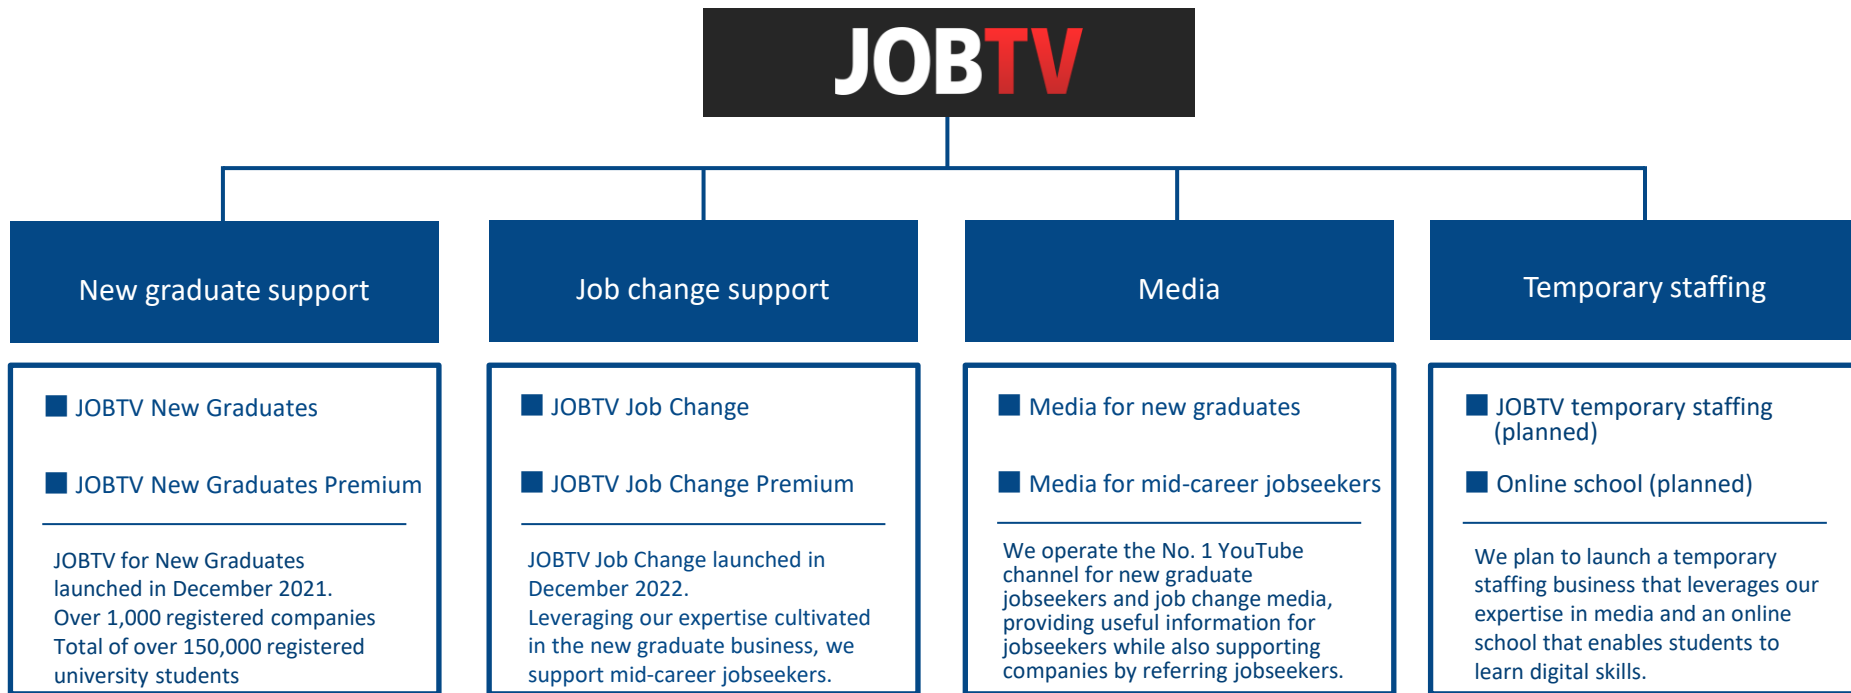 JOBTV
New graduate support
Job change support
Media
Temporary staffing
JOBTV New Graduates
JOBTV New Graduates Premium
JOBTV for New Graduates
launched in December 2021.
Over 1,000 registered companies
Total of over 150,000 registered
university students
JOBTV Job Change
JOBTV Job Change Premium
JOBTV Job Change launched in
December 2022.
Leveraging our expertise cultivated
in the new graduate business, we
support mid-career jobseekers.
Media for new graduates
Media for mid-career jobseekers
We operate the No. 1 YouTube
channel for new graduate
jobseekers and job change media,
providing useful information for
jobseekers while also supporting
companies by referring jobseekers.
JOBTV temporary staffing
(planned)
Online school (planned)
We plan to launch a temporary
staffing business that leverages our
expertise in media and an online
school that enables students to
learn digital skills.